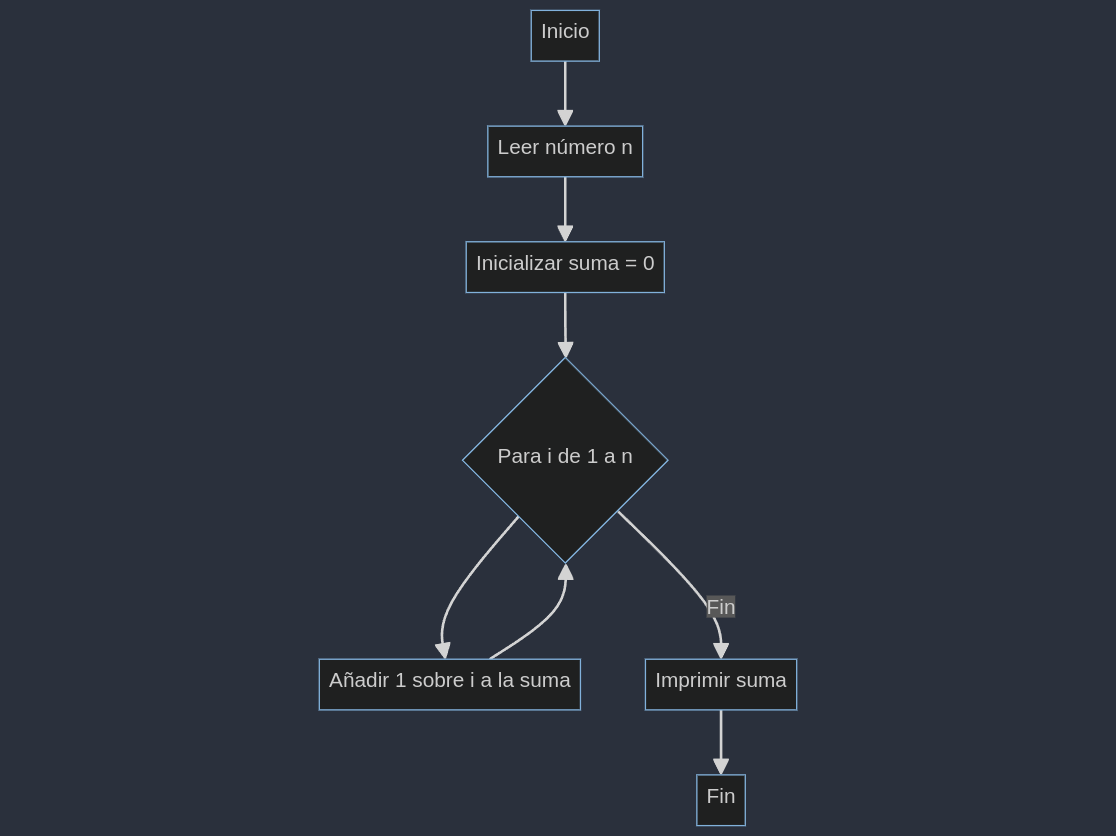 Inicio
Leer número n
Inicializar suma = 0
Para i de 1 a n
Fin
Añadir 1 sobre i a la suma
Imprimir suma
Fin